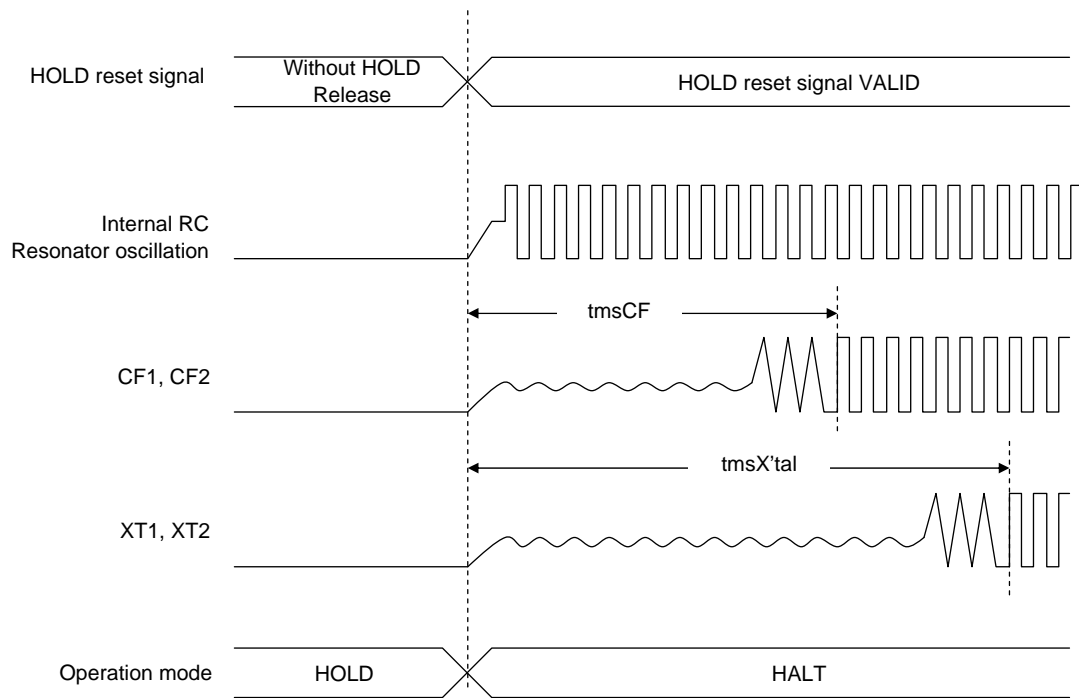 HOLD reset signal
Without HOLD
Release
HOLD reset signal VALID
Internal RC
Resonator oscillation
tmsCF
CF1, CF2
tmsX’tal
XT1, XT2
Operation mode
HOLD
HALT